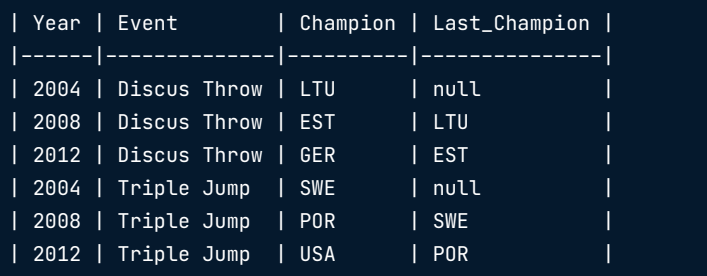 | Year | Event        | Champion | Last_Champion |
|------|--------------|----------|---------------|
| 2004 | Discus Throw | LTU      | null          |
| 2008 | Discus Throw | EST      | LTU           |
| 2012 | Discus Throw | GER      | EST           |
| 2004 | Triple Jump  | SWE      | null          |
| 2008 | Triple Jump  | POR      | SWE           |
| 2012 | Triple Jump  | USA      | POR           |